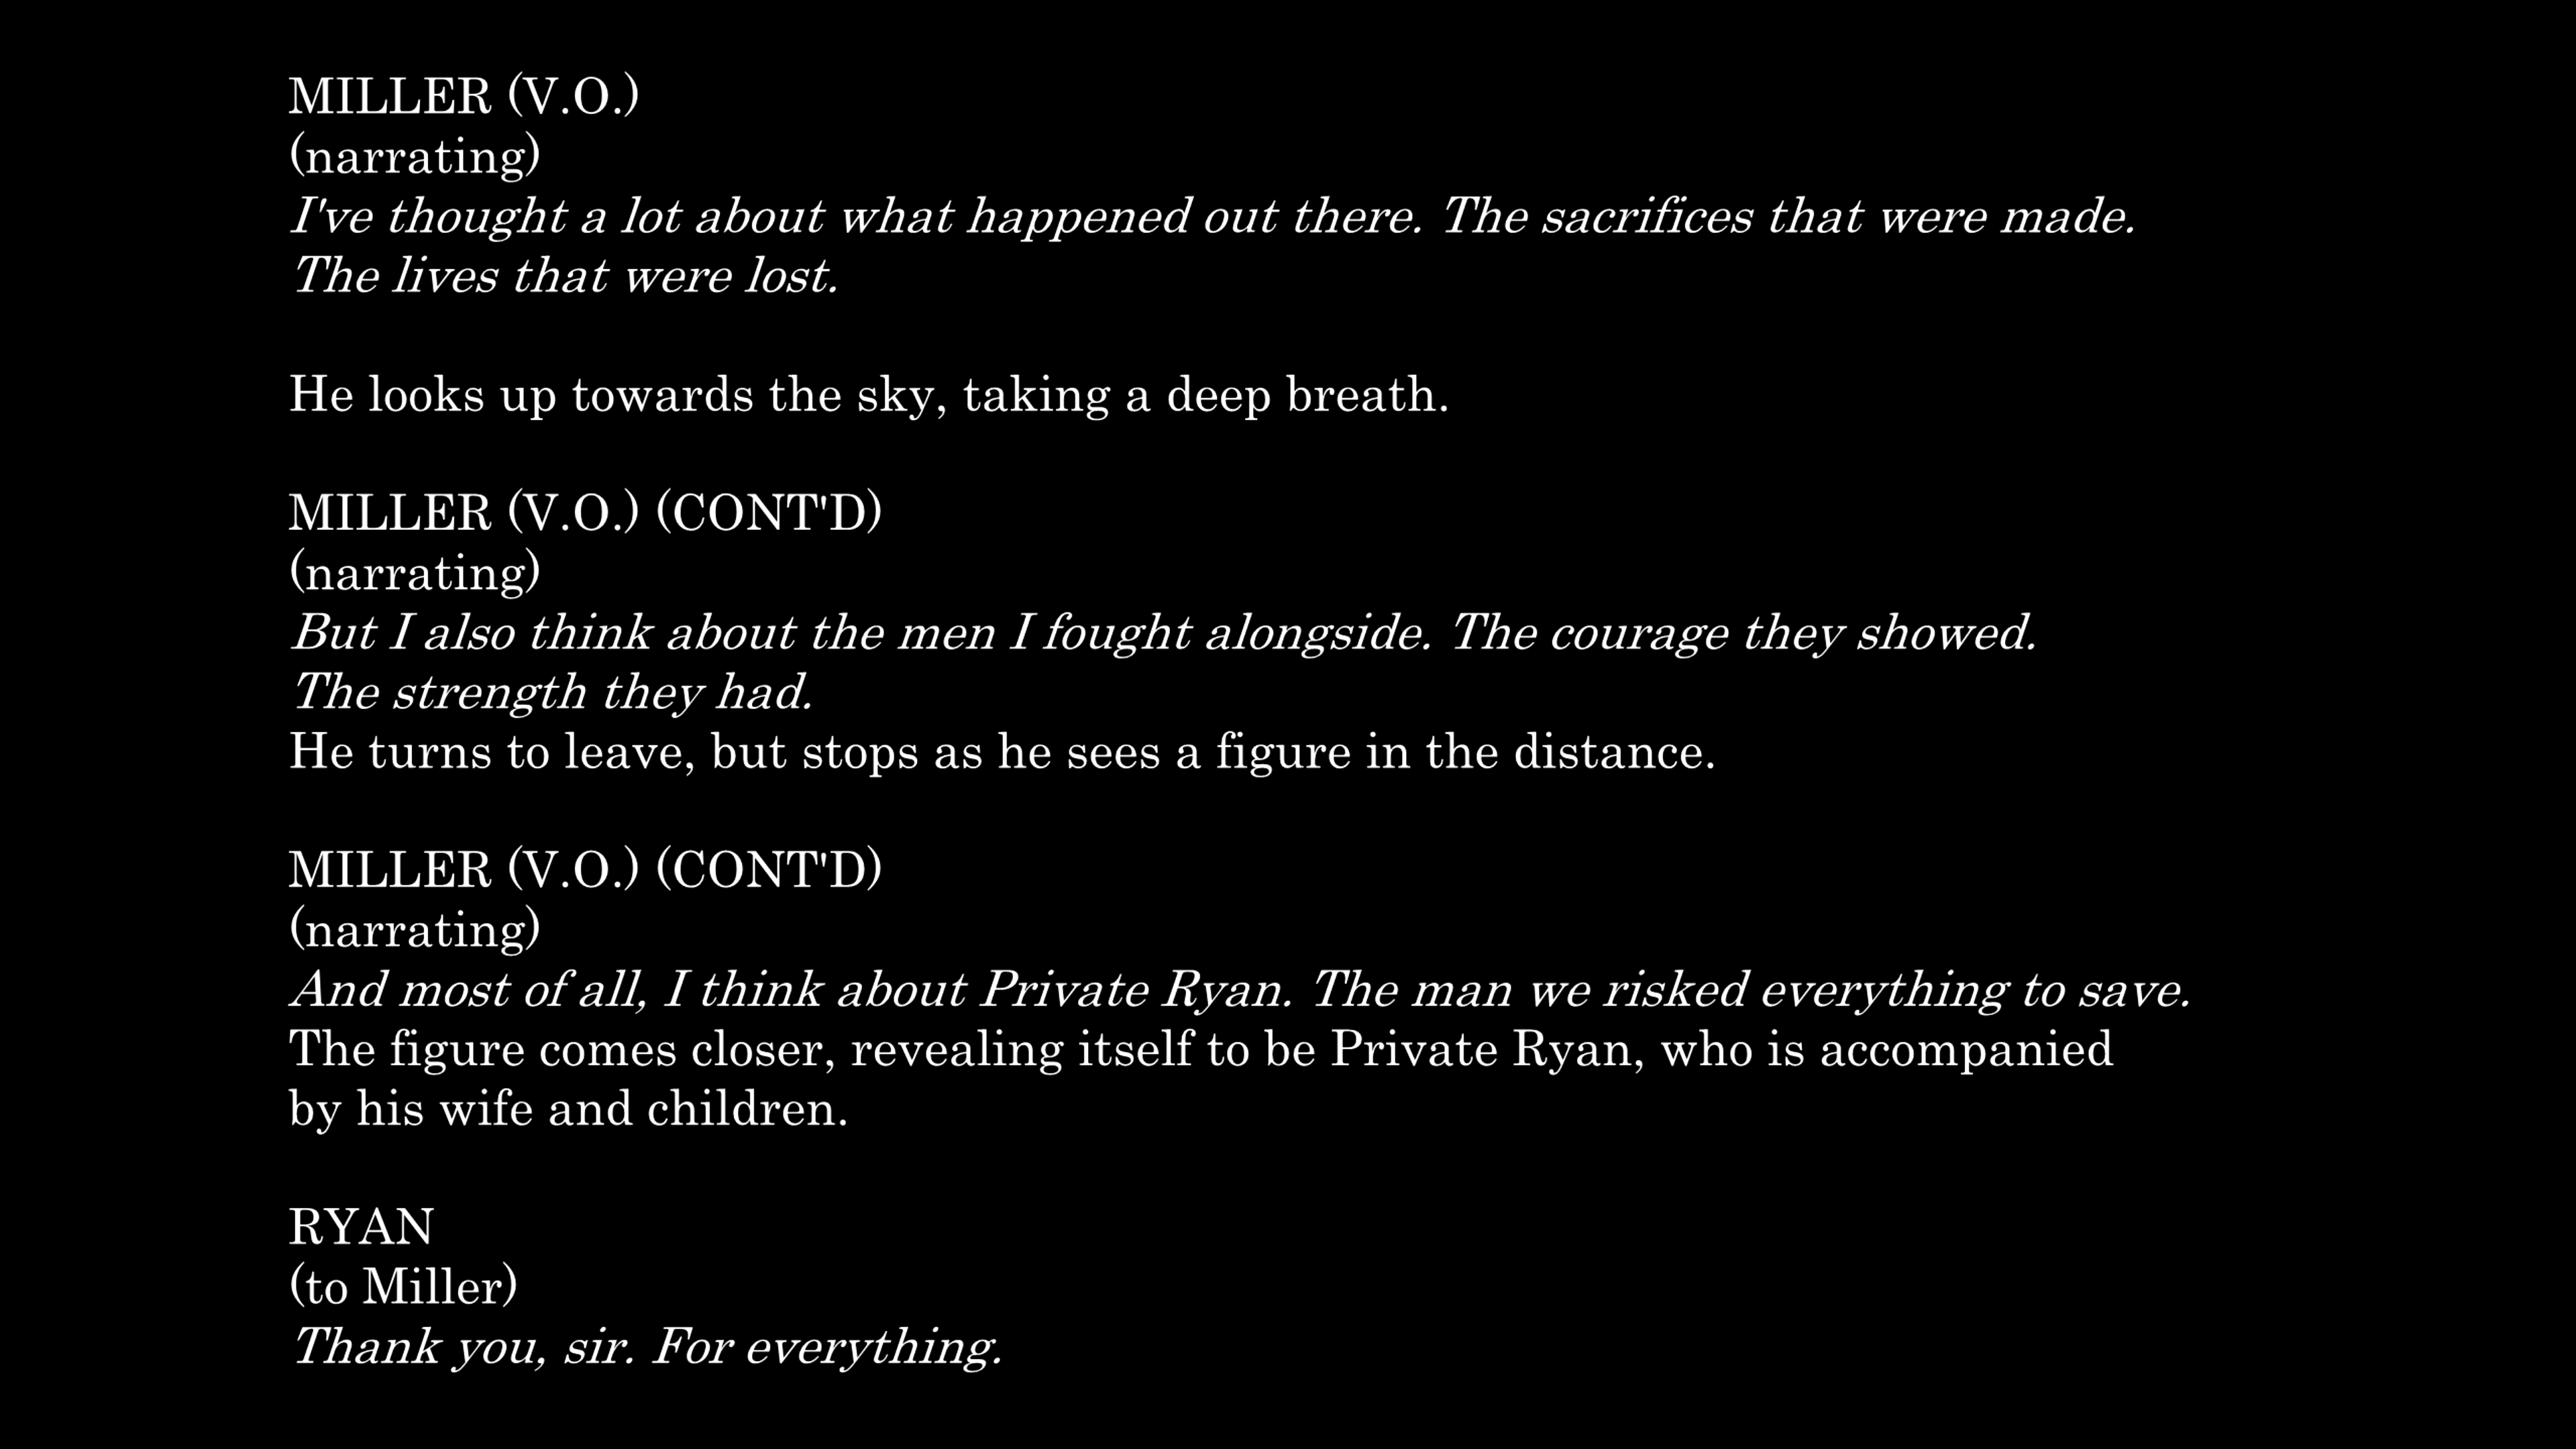 MILLER (V.O.)
(narrating)
I've thought a lot about what happened out there. The sacrifices that were made.
The lives that were lost.
He looks up towards the sky, taking a deep breath.
MILLER (V.O.) (CONT'D)
(narrating)
But I also think about the men I fought alongside. The courage they showed.
The strength they had.
He turns to leave, but stops as he sees a figure in the distance.
MILLER (V.O.) (CONT'D)
(narrating)
And most of all, I think about Private Ryan. The man we risked everything to save.
The figure comes closer, revealing itself to be Private Ryan, who is accompanied
by his wife and children.
RYAN
(to Miller)
Thank you, sir. For everything.